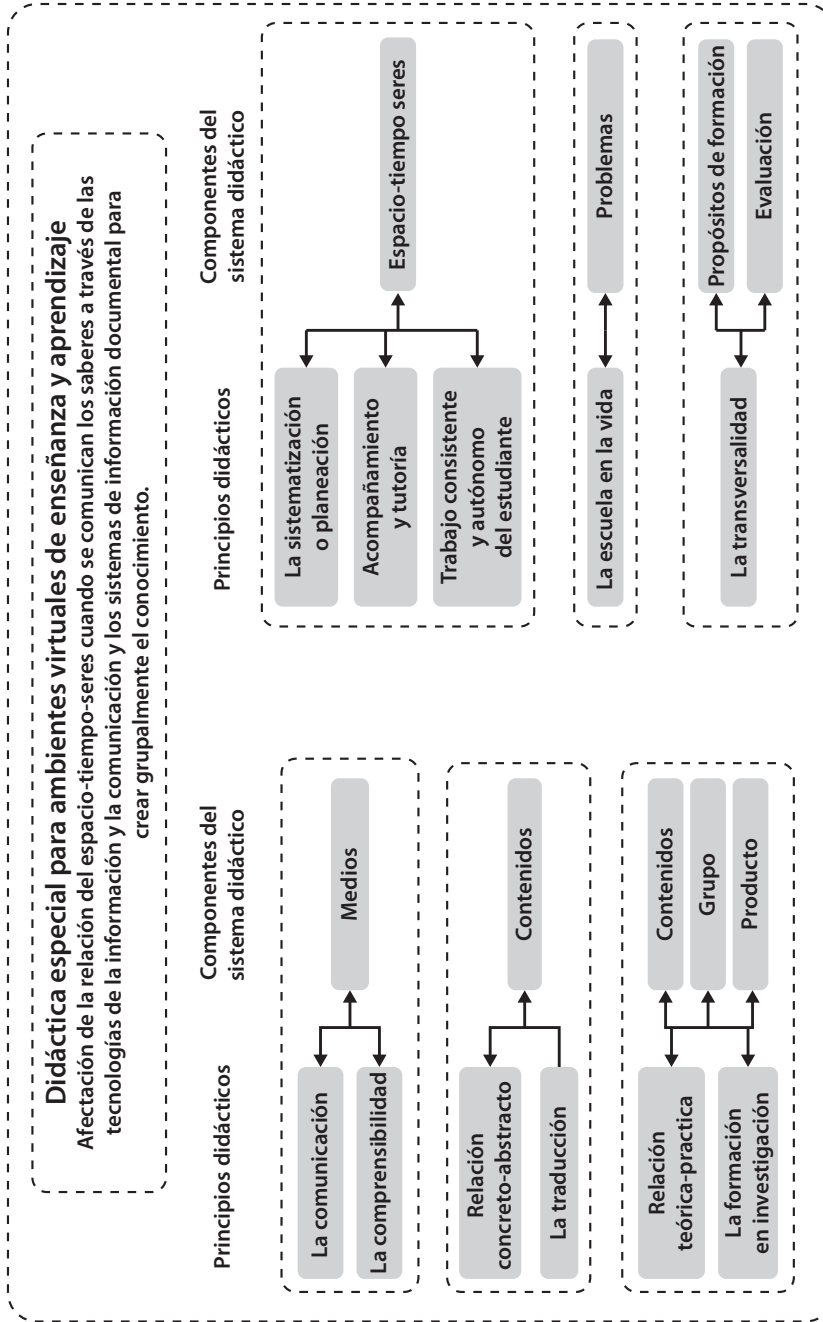 Didáctica especial para ambientes virtuales de enseñanza y aprendizaje
Afectación de la relación del espacio-tiempo-seres cuando se comunican los saberes a través de las
tecnologías de la información y la comunicación y los sistemas de información documental para
crear grupalmente el conocimiento.
Principios didácticos
Componentes del
sistema didáctico
La comunicación
La comprensibilidad
Medios
Relación
concreto-abstracto
La traducción
Contenidos
Relación
teórica-practica
La formación
en investigación
Contenidos
Grupo
Producto
Principios didácticos
Componentes del
sistema didáctico
La sistematización
o planeación
Acompañamiento
y tutoría
Trabajo consistente
y autónomo
del estudiante
Espacio-tiempo seres
La escuela en la vida
Problemas
La transversalidad
Propósitos de formación
Evaluación